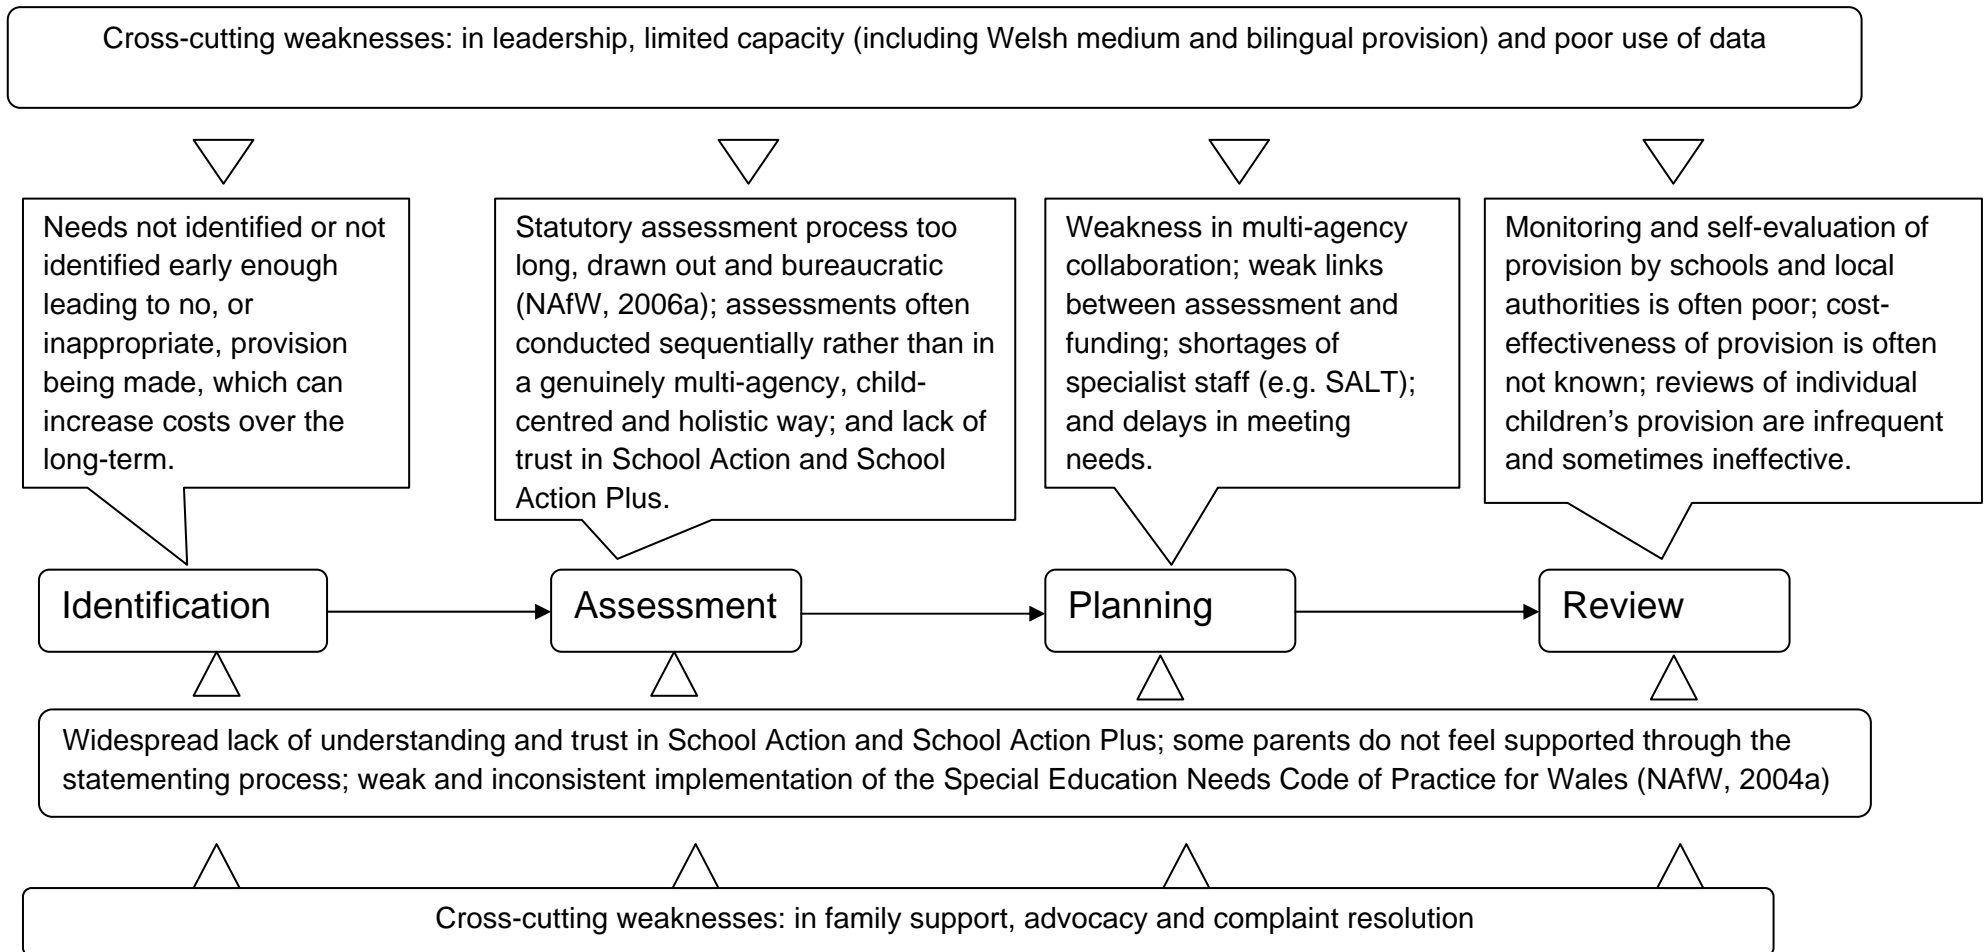 Cross-cutting weaknesses: in leadership, limited capacity (including Welsh medium and bilingual provision) and poor use of data
Needs not identified or not
identified early enough
leading to no, or
inappropriate, provision
being made, which can
increase costs over the
long-term.
Statutory assessment process too
long, drawn out and bureaucratic
(NAfW, 2006a); assessments often
conducted sequentially rather than in
a genuinely multi-agency, child-
centred and holistic way; and lack of
trust in School Action and School
Action Plus.
Weakness in multi-agency
collaboration; weak links
between assessment and
funding; shortages of
specialist staff (e.g. SALT);
and delays in meeting
needs.
Monitoring and self-evaluation of
provision by schools and local
authorities is often poor; cost-
effectiveness of provision is often
not known; reviews of individual
children’s provision are infrequent
and sometimes ineffective.
Identification
Assessment
Planning
Review
Widespread lack of understanding and trust in School Action and School Action Plus; some parents do not feel supported through the
statementing process; weak and inconsistent implementation of the Special Education Needs Code of Practice for Wales (NAfW, 2004a)
Cross-cutting weaknesses: in family support, advocacy and complaint resolution